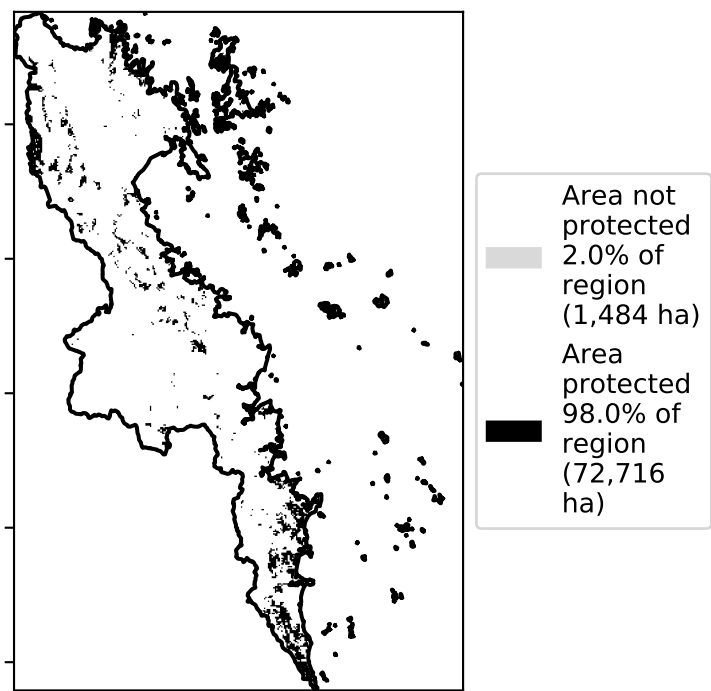 Area not
protected
2.0% of
region
(1,484 ha)
Area
protected
98.0% of
region
(72,716
ha)